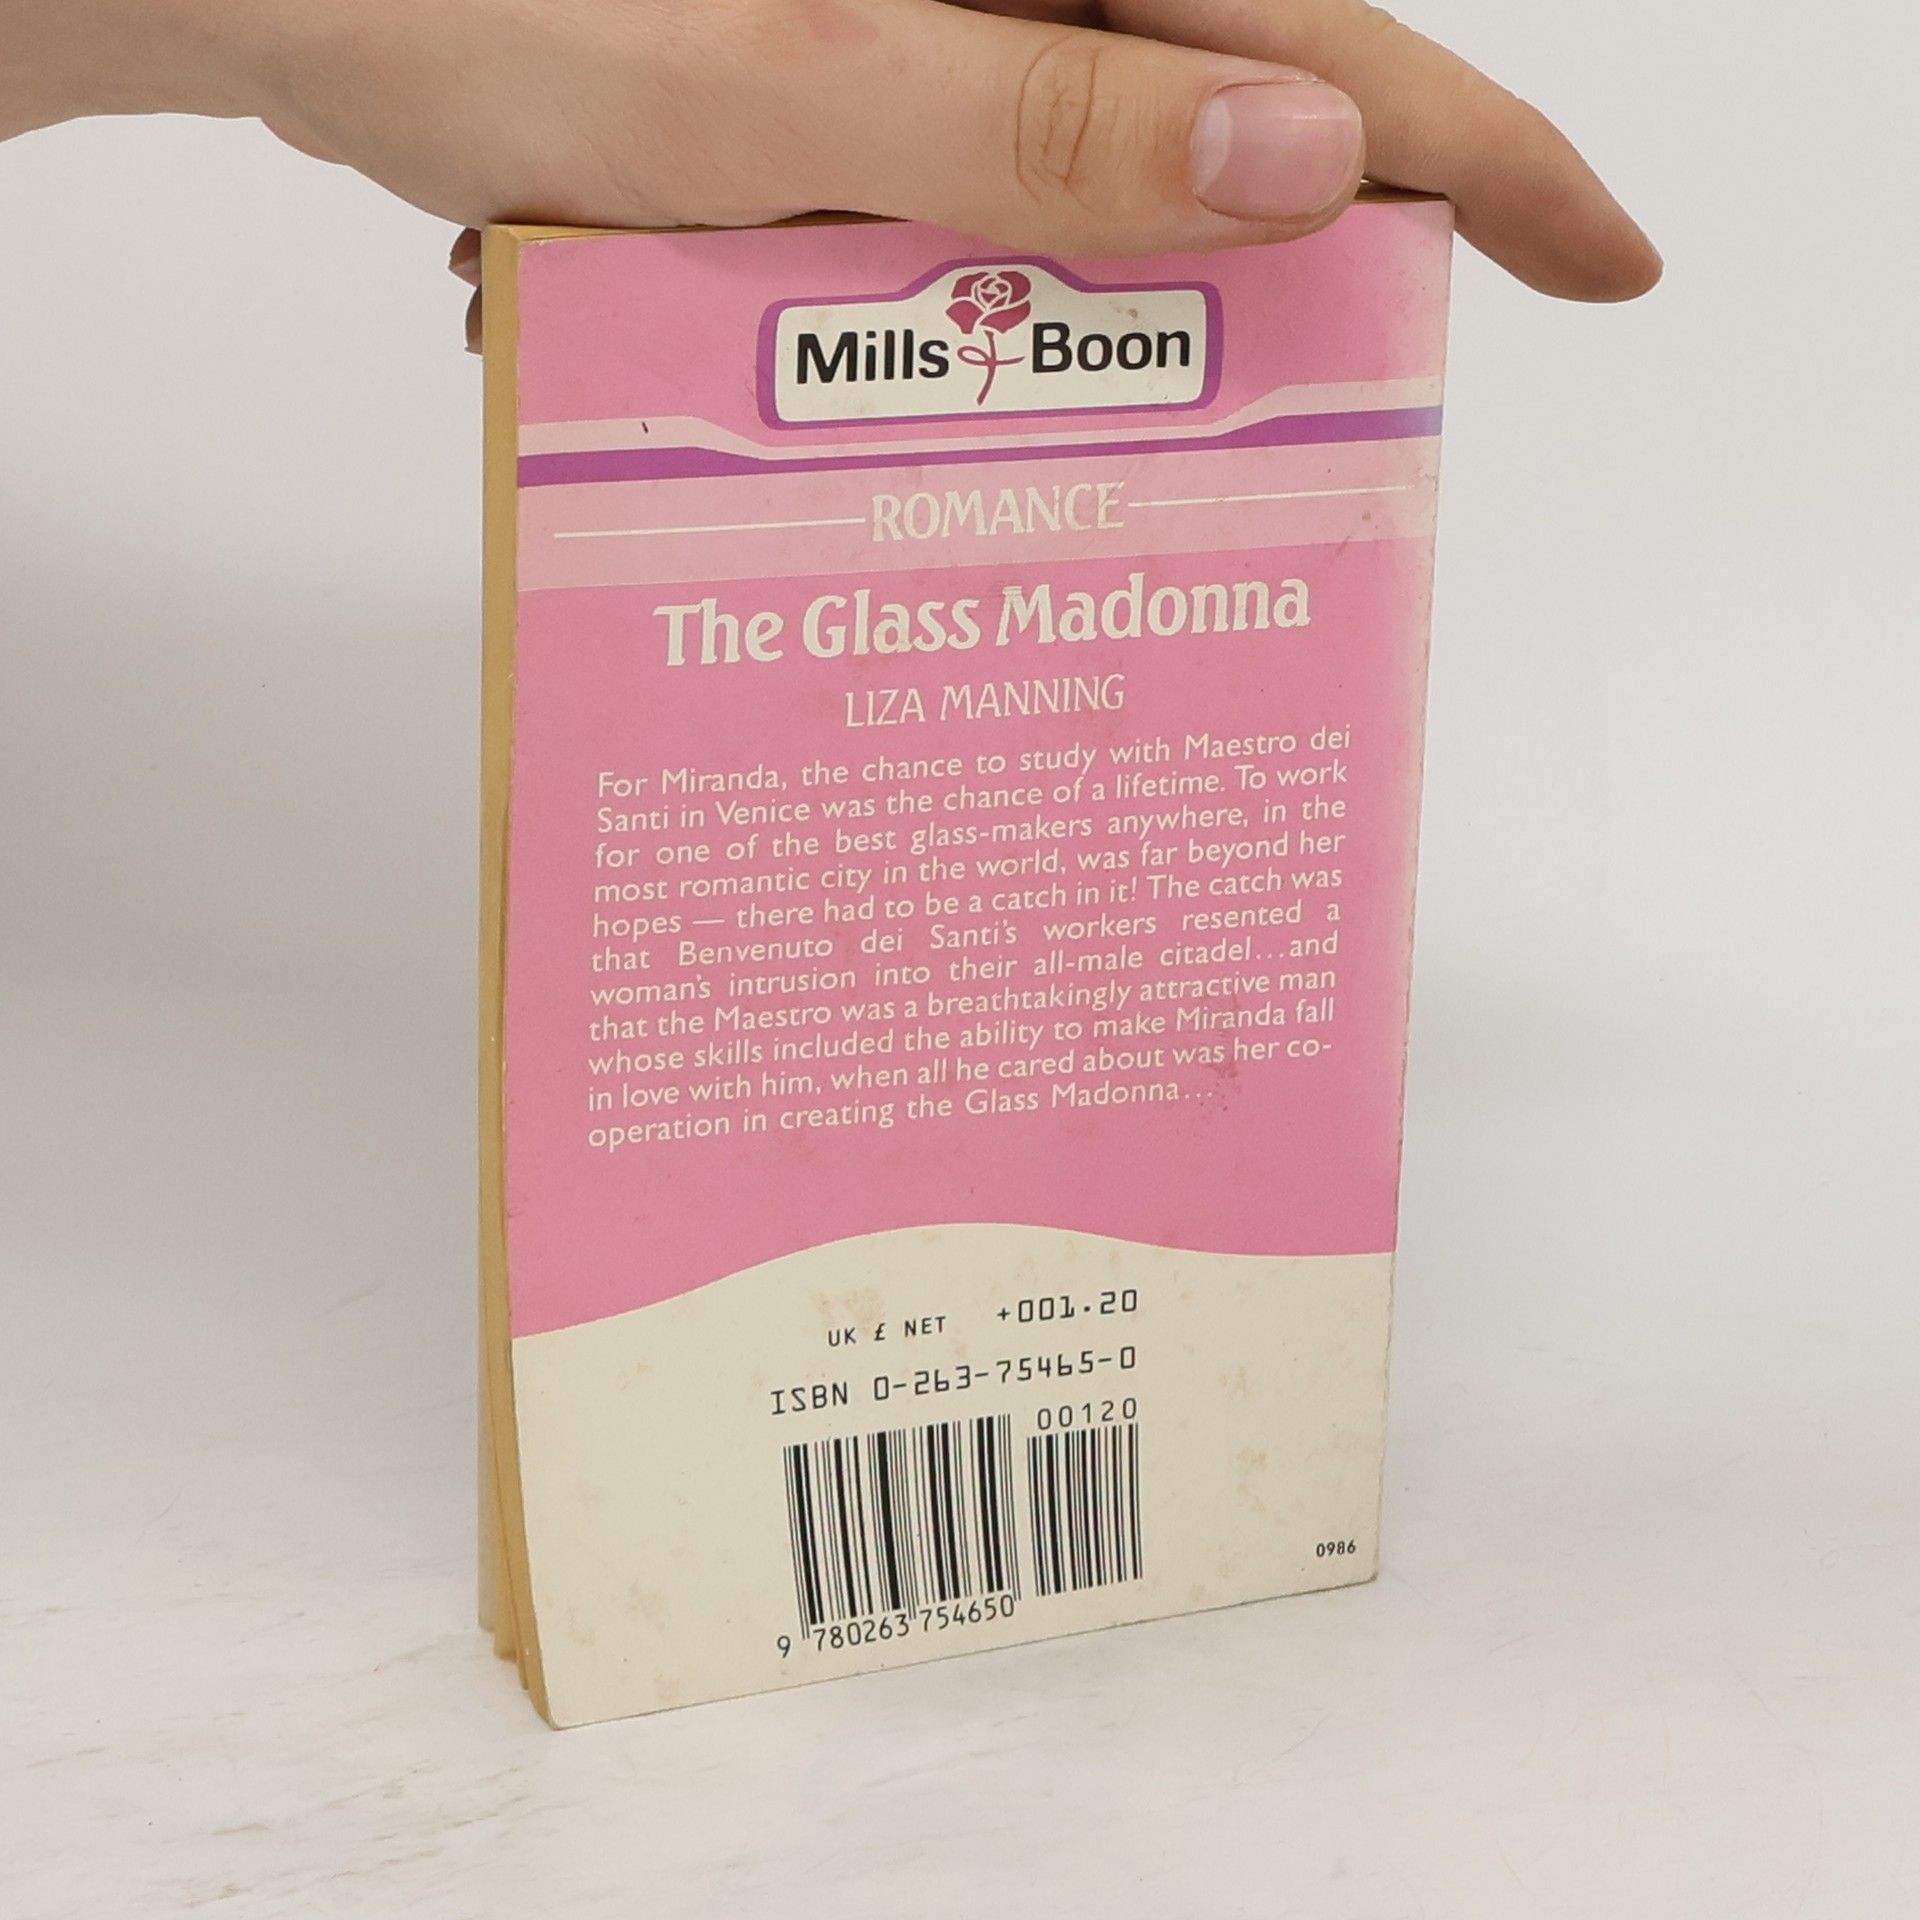 Mills & Boon
ROMANCE
The Glass Madonna
LIZA MANNING
For Miranda, the chance to study with Maestro dei
Santi in Venice was the chance of a lifetime. To work
for one of the best glass-makers anywhere, in the
most romantic city in the world, was far beyond her
hopes — there had to be a catch in it! The catch was
that Benvenuto dei Santi's workers resented a
woman's intrusion into their all-male citadel...and
that the Maestro was a breathtakingly attractive man
whose skills included the ability to make Miranda fall
in love with him, when all he cared about was her co-
operation in creating the Glass Madonna...
UK £ NET +001.20
ISBN 0-263-75465-0
00120
9 780263 754650
0986